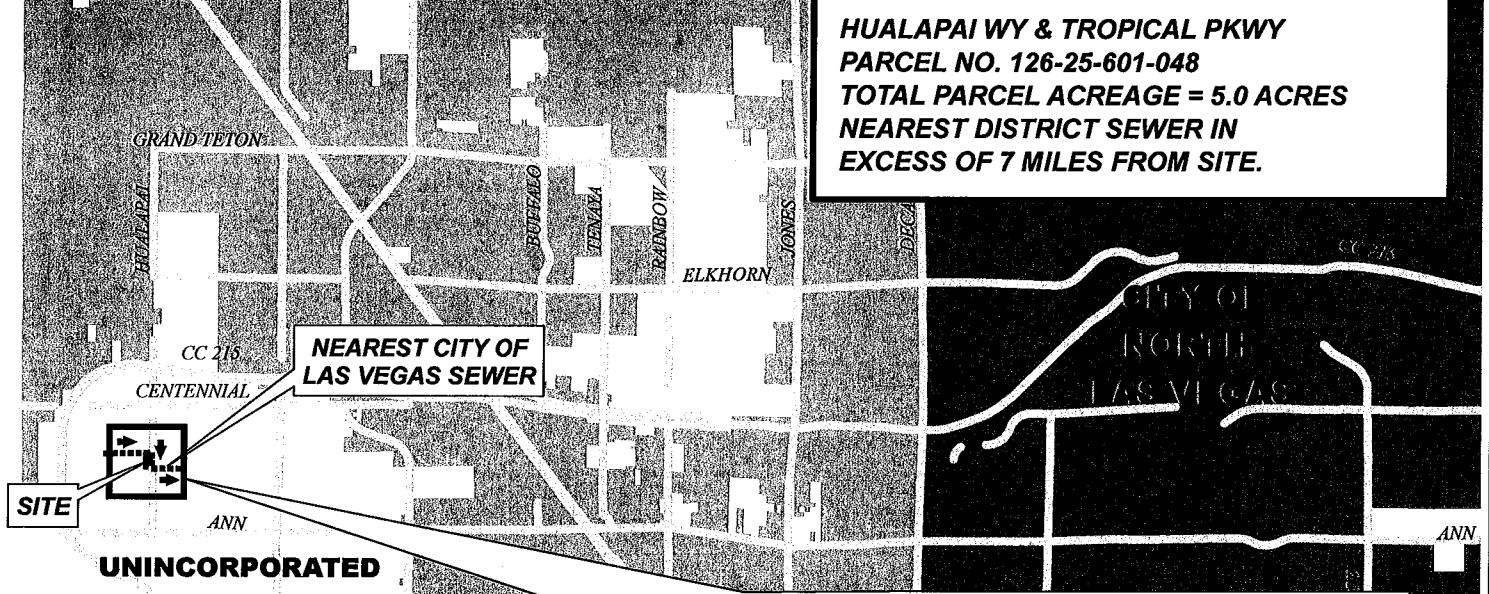 HUALAPAI WY & TROPICAL PKWY
PARCEL NO. 126-25-601-048
TOTAL PARCEL ACREAGE = 5.0 ACRES
NEAREST DISTRICT SEWER IN
EXCESS OF 7 MILES FROM SITE.
GRAND TETON
HUALAPAI
BUFFALO
TENAYA
RAINBOW
JONES
ELKHORN
CC 215
CITY OF
NORTH
LAS VEGAS
CC 215
CENTENNIAL
NEAREST CITY OF
LAS VEGAS SEWER
SITE
ANN
ANN
UNINCORPORATED